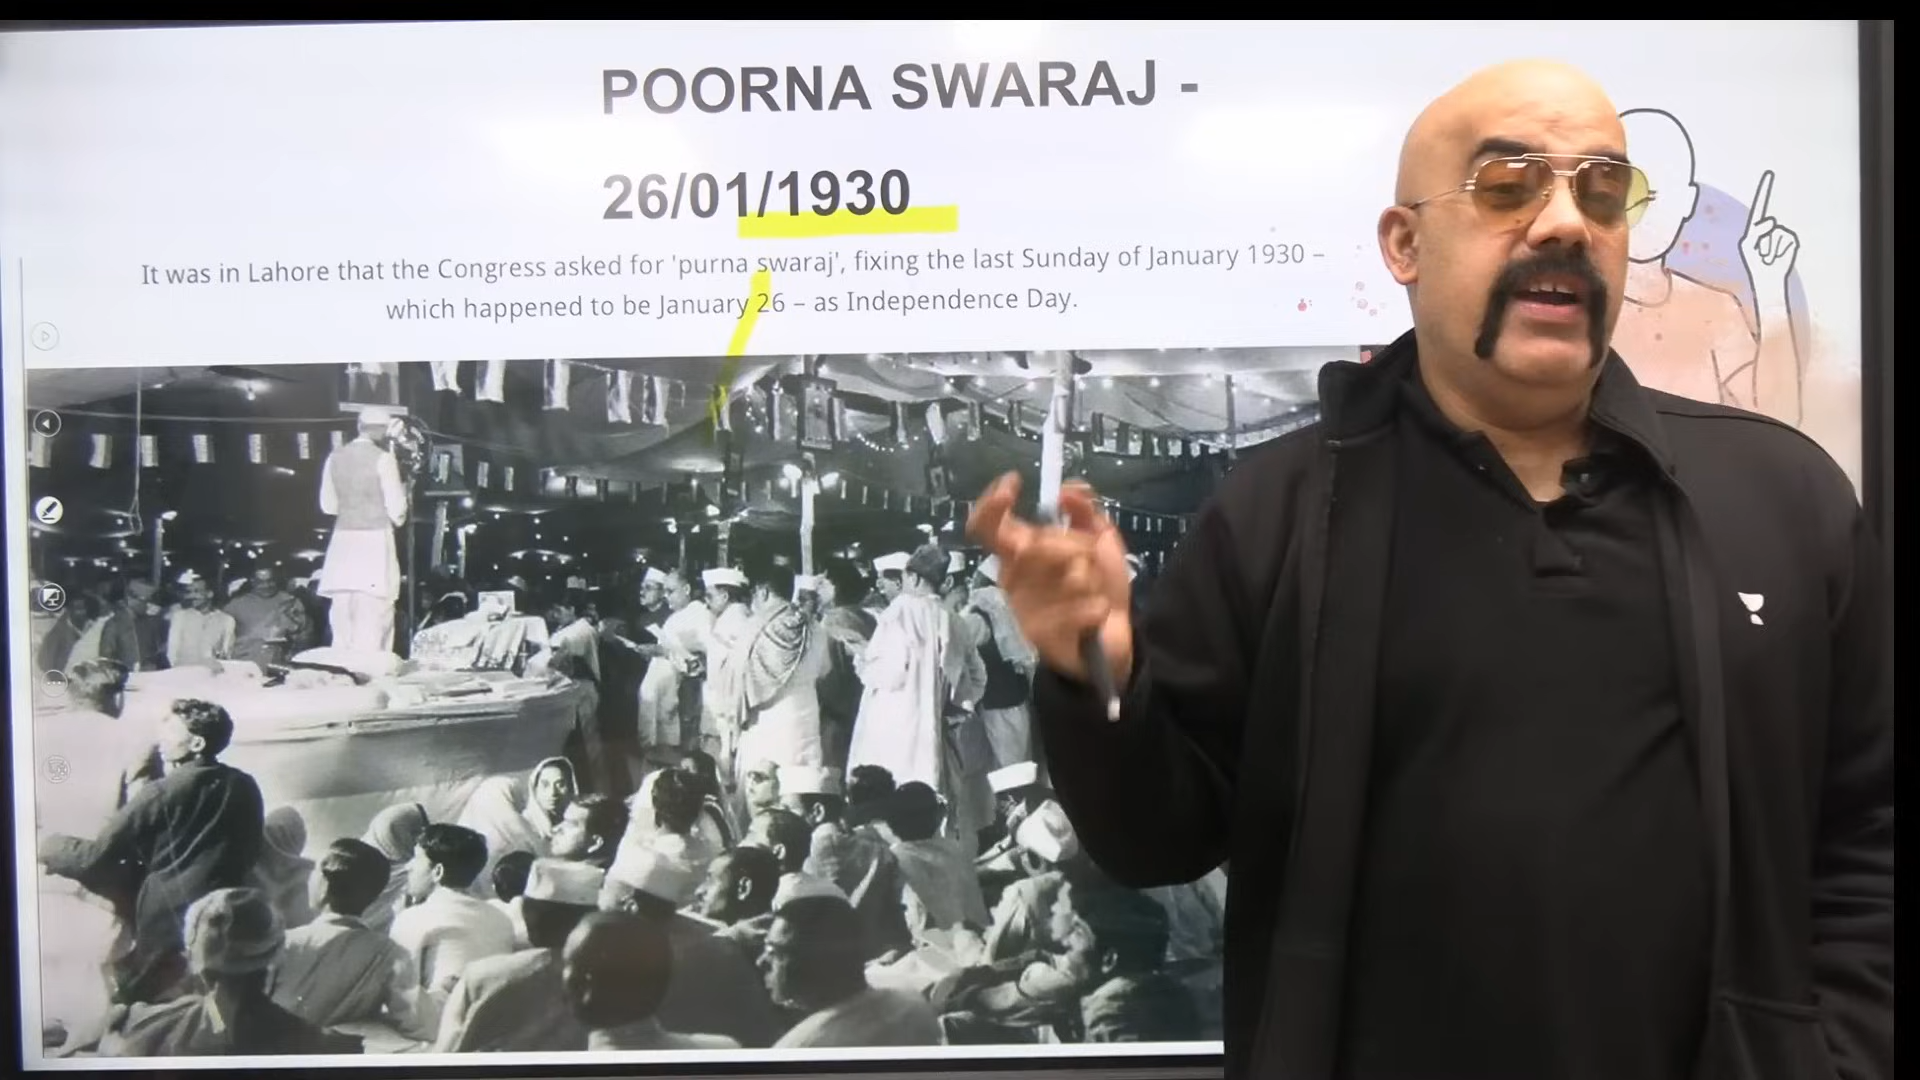 POORNA SWARAJ -
26/01/1930
It was in Lahore that the Congress asked for 'purna swaraj', fixing the last Sunday of January 1930 –
which happened to be January 26 – as Independence Day.